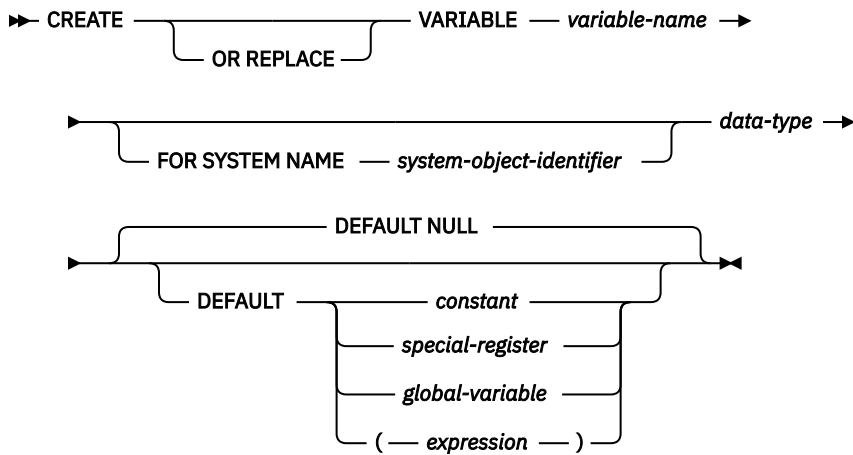 CREATE VARIABLE variable-name
OR REPLACE
data-type
FOR SYSTEM NAME system-object-identifier
DEFAULT NULL
DEFAULT constant
special-register
global-variable
( expression )